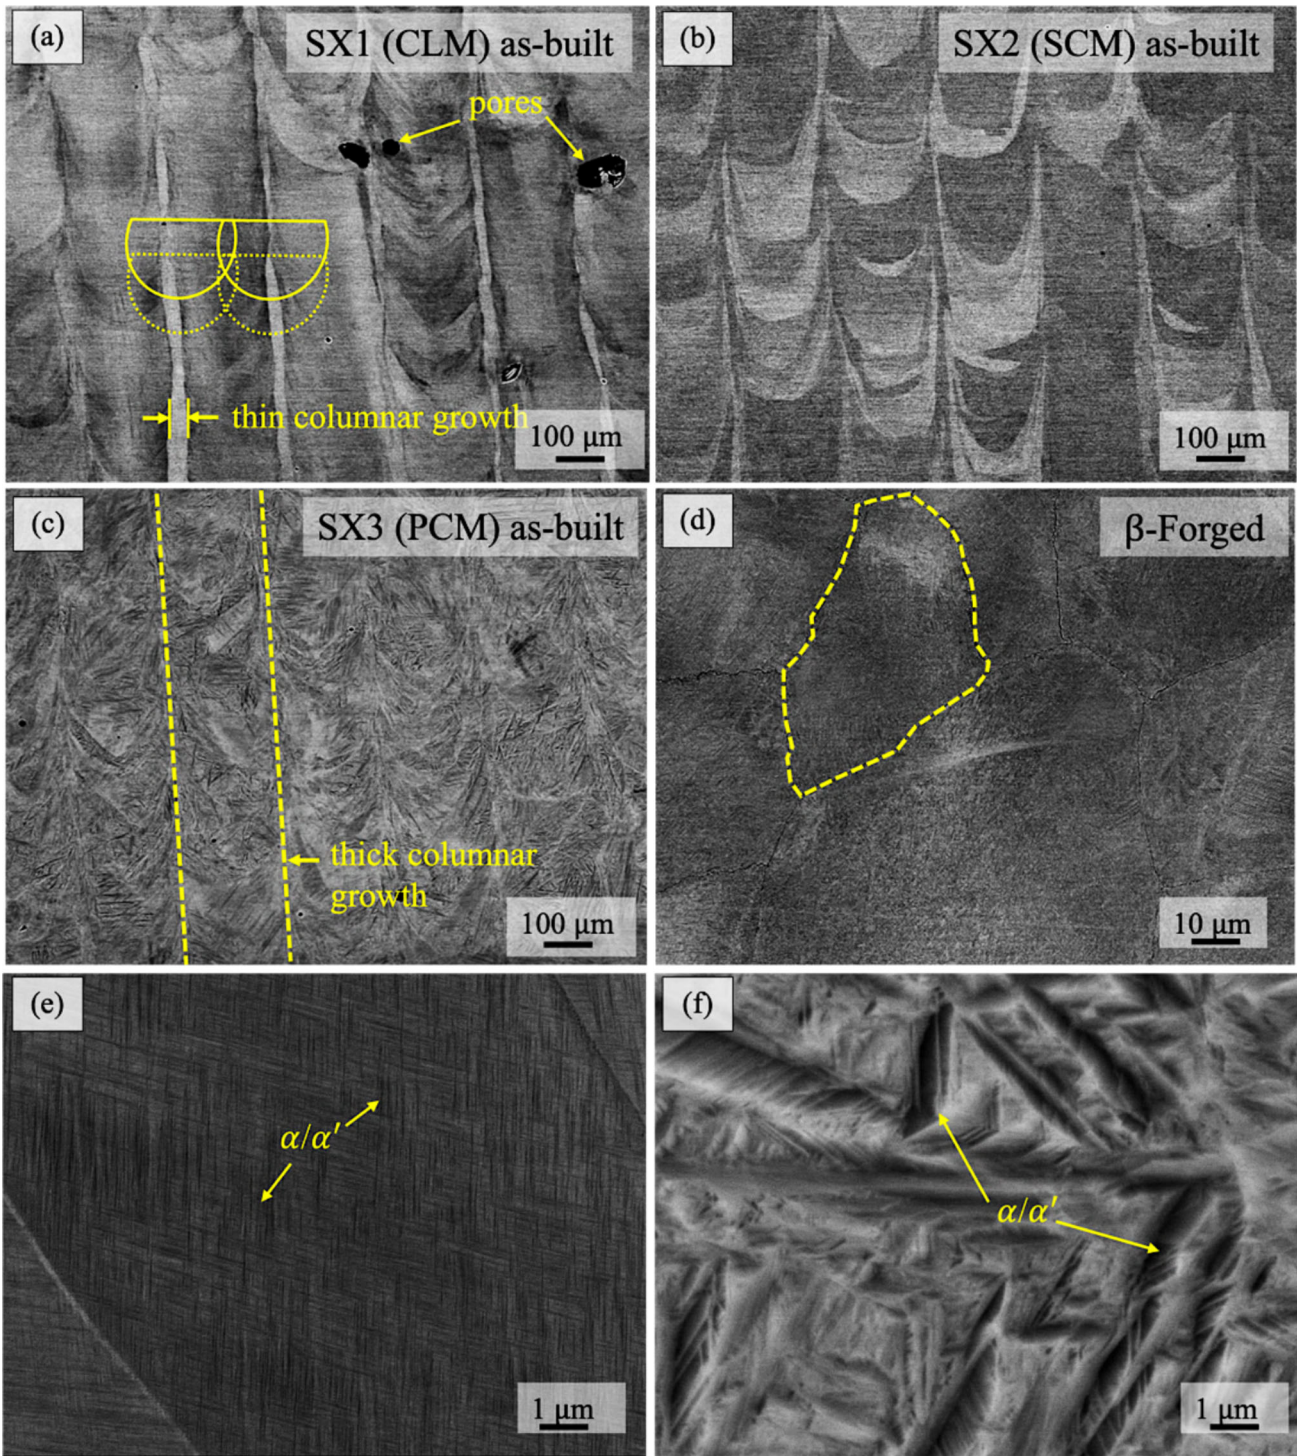 (a)
SX1 (CLM) as-built
pores
thin columnar growth
100 μm
(b)
SX2 (SCM) as-built
100 μm
(c)
SX3 (PCM) as-built
thick columnar
growth
100 μm
(d)
β-Forged
10 μm
(e)
α/α′
1 μm
(f)
α/α′
1 μm